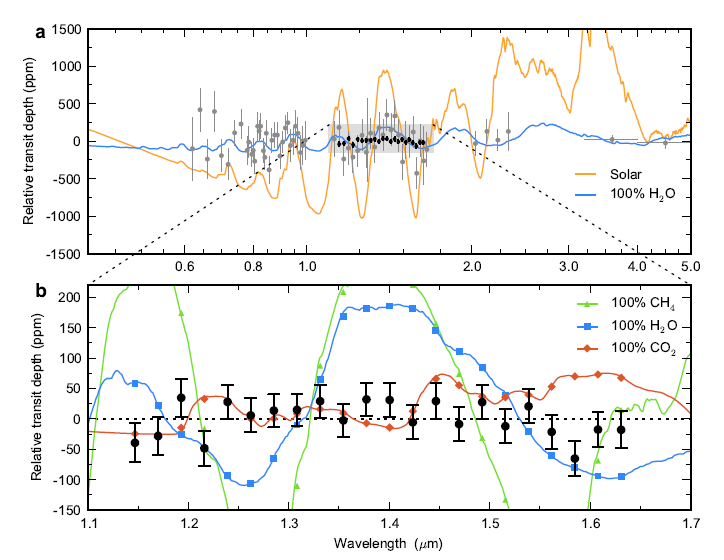 a
1500
1000
500
0
-500
-1000
-1500
Relative transit depth (ppm)
Solar
100% H₂O
0.6 0.8 1.0 2.0 3.0 4.0 5.0
b
200
150
100
50
0
-50
-100
-150
Relative transit depth (ppm)
100% CH₄
100% H₂O
100% CO₂
1.1 1.2 1.3 1.4 1.5 1.6 1.7
Wavelength (μm)